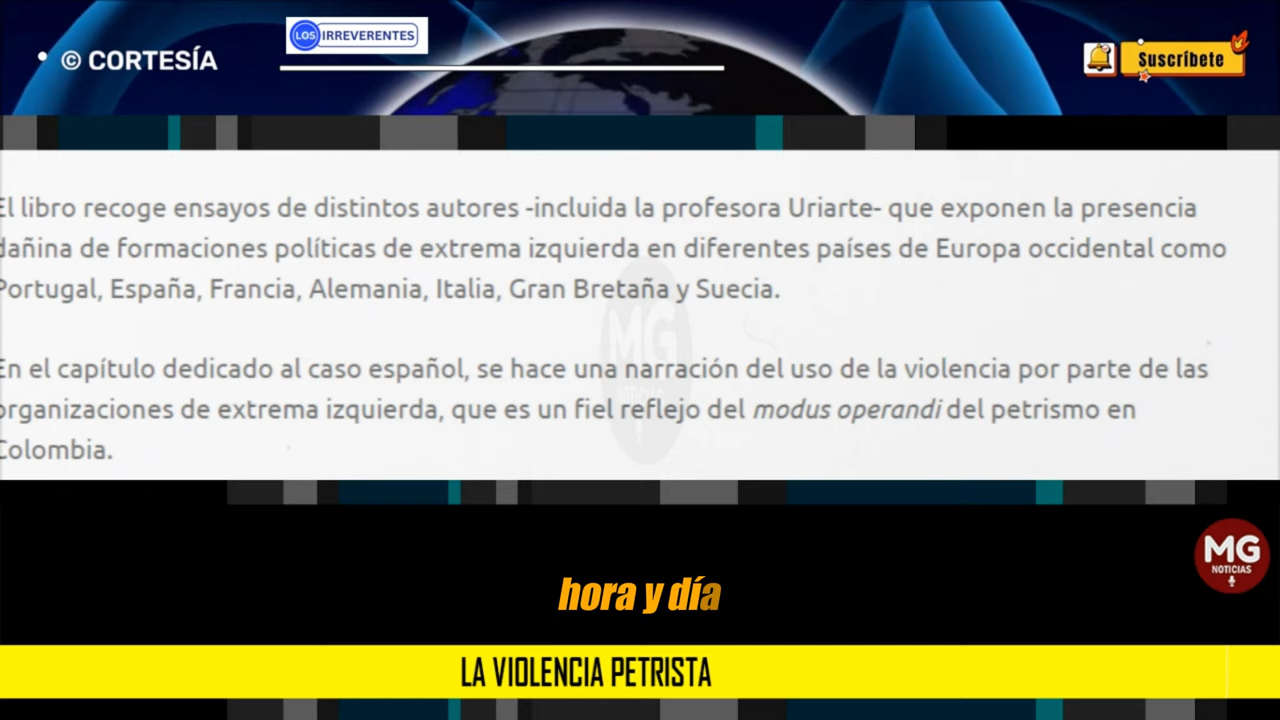 © CORTESÍA
LOS IRREVERENTES
Suscríbete
El libro recoge ensayos de distintos autores -incluida la profesora Uriarte- que exponen la presencia
dañina de formaciones políticas de extrema izquierda en diferentes países de Europa occidental como
Portugal, España, Francia, Alemania, Italia, Gran Bretaña y Suecia.
En el capítulo dedicado al caso español, se hace una narración del uso de la violencia por parte de las
organizaciones de extrema izquierda, que es un fiel reflejo del modus operandi del petrismo en
Colombia.
MG
NOTICIAS
MG
NOTICIAS
hora y día
LA VIOLENCIA PETRISTA